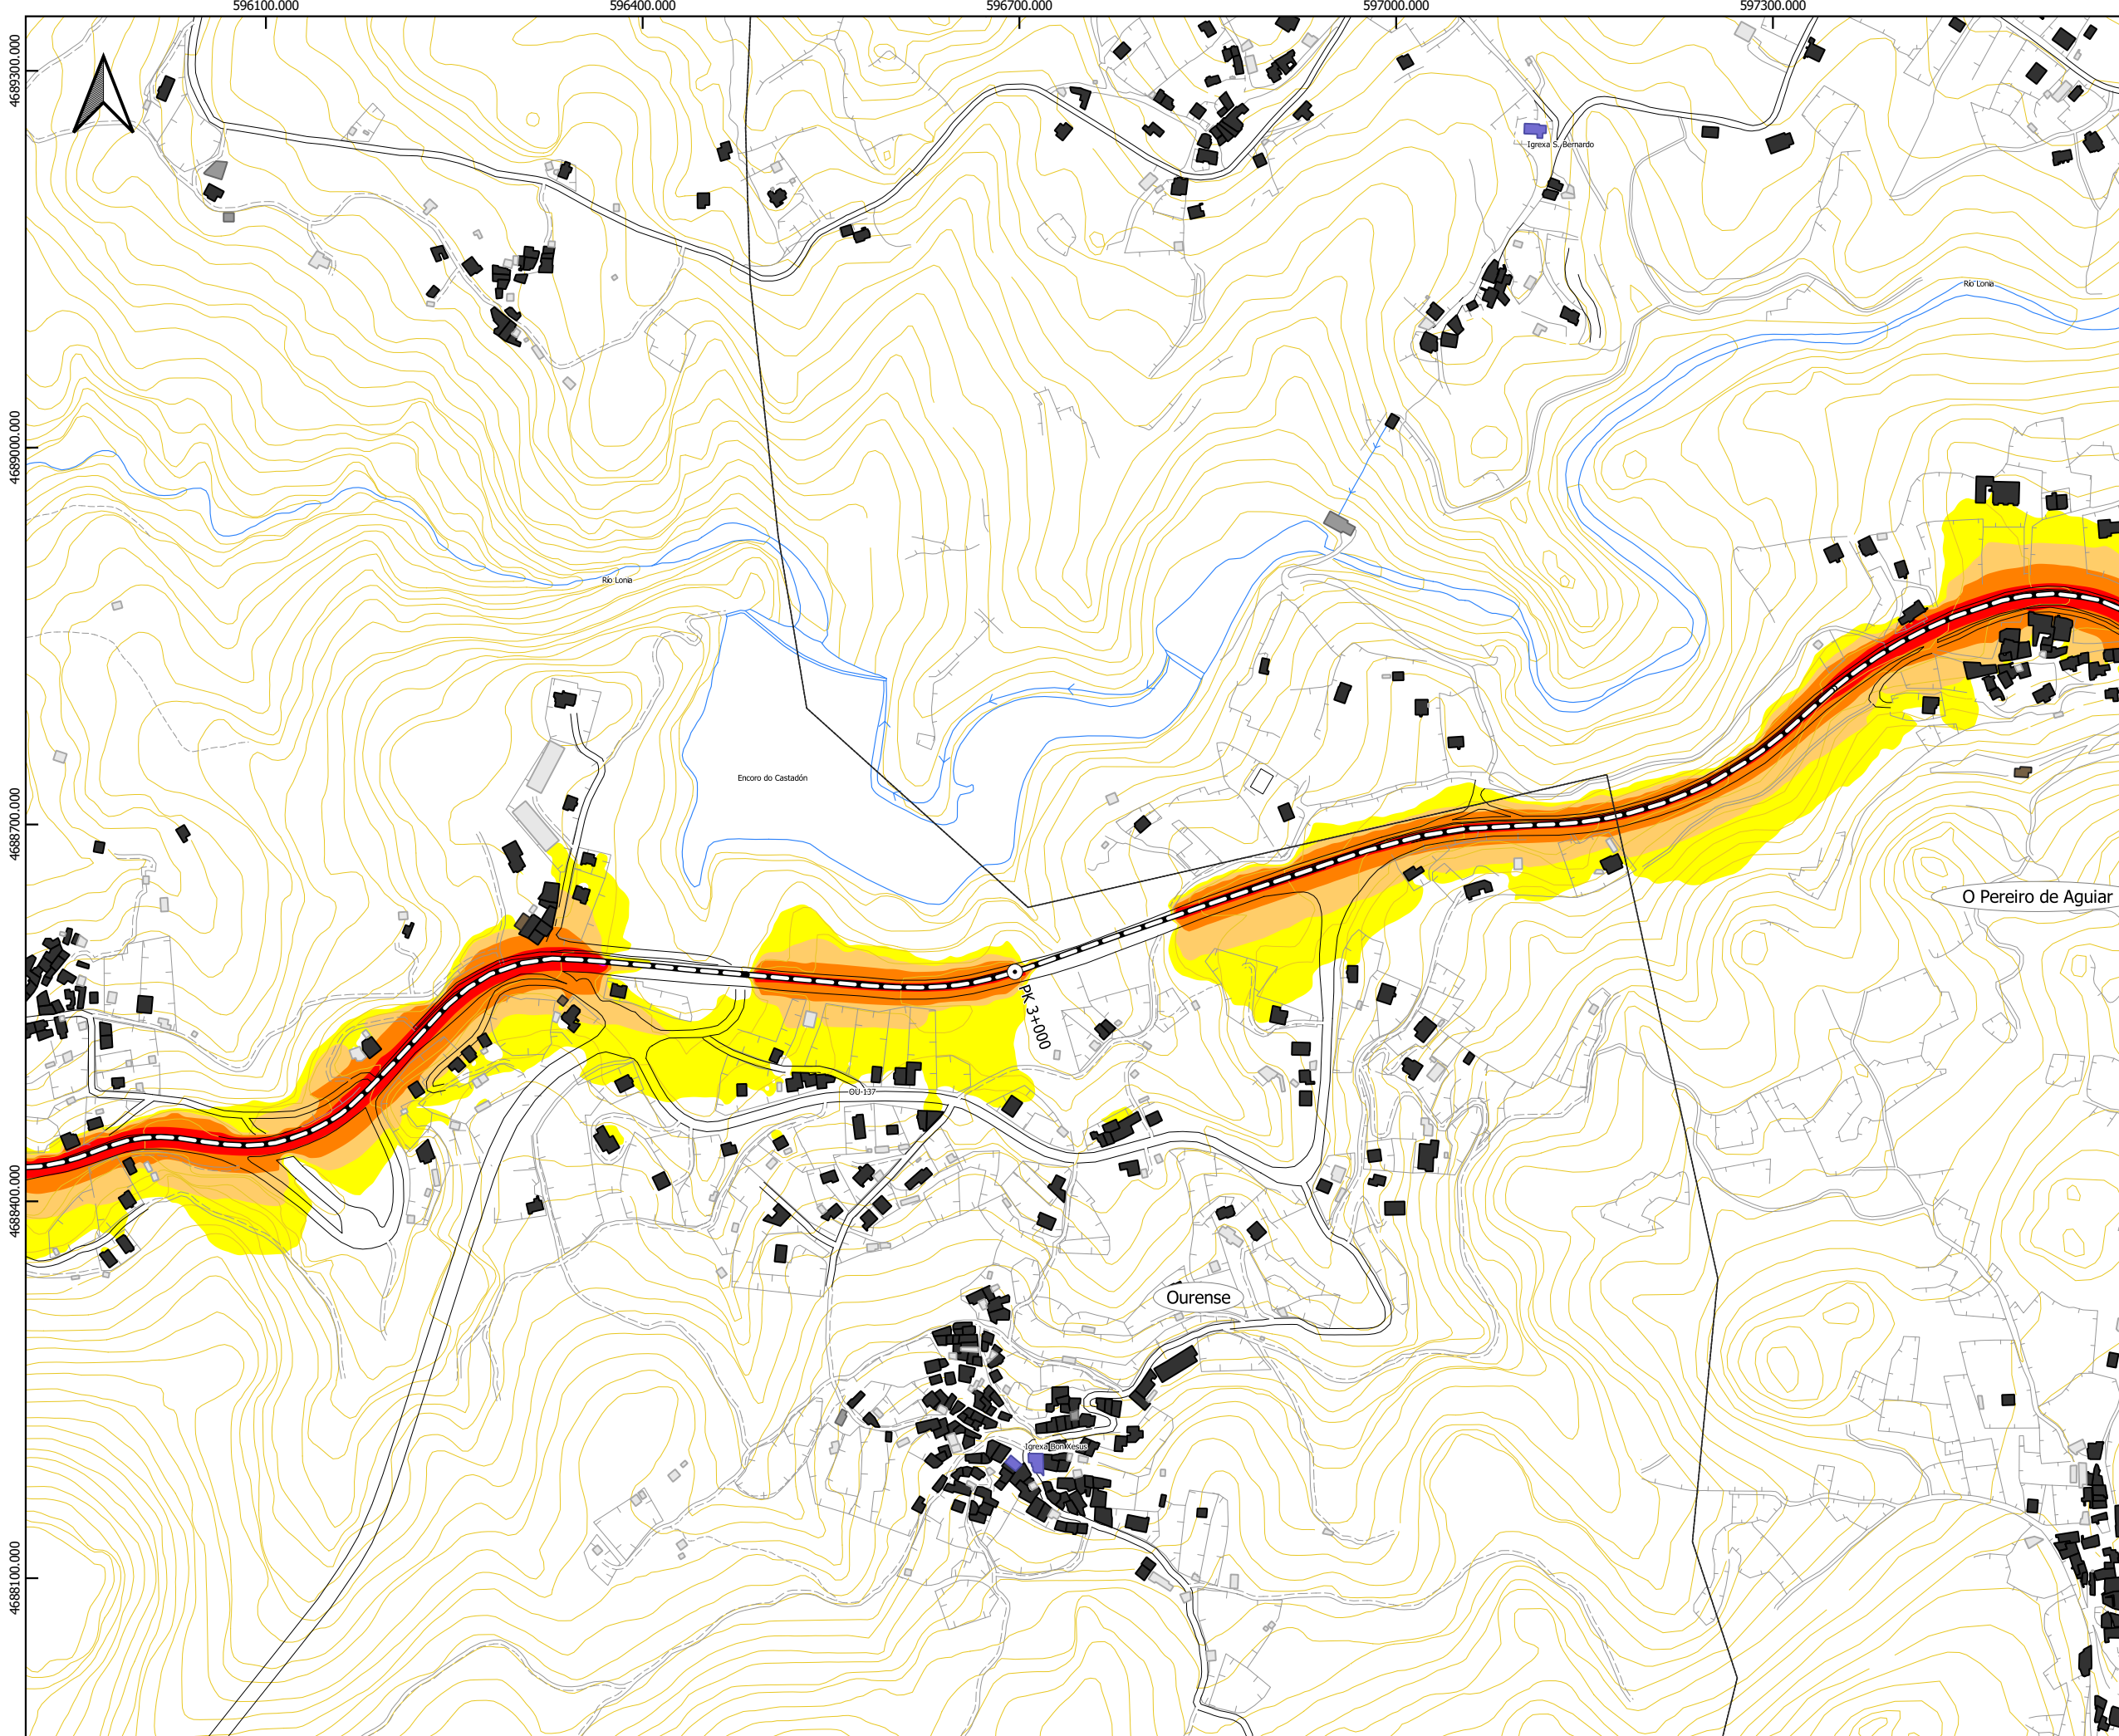 596100.000
596400.000
596700.000
597000.000
597300.000
4689300.000
Igrexa S. Bernardo
Río Lonia
4689000.000
Río Lonia
Encoro do Castadón
4688700.000
O Pereiro de Aguiar
PK 3+000
OU-137
4688400.000
Ourense
Igrexa Bon Xesus
4688100.000